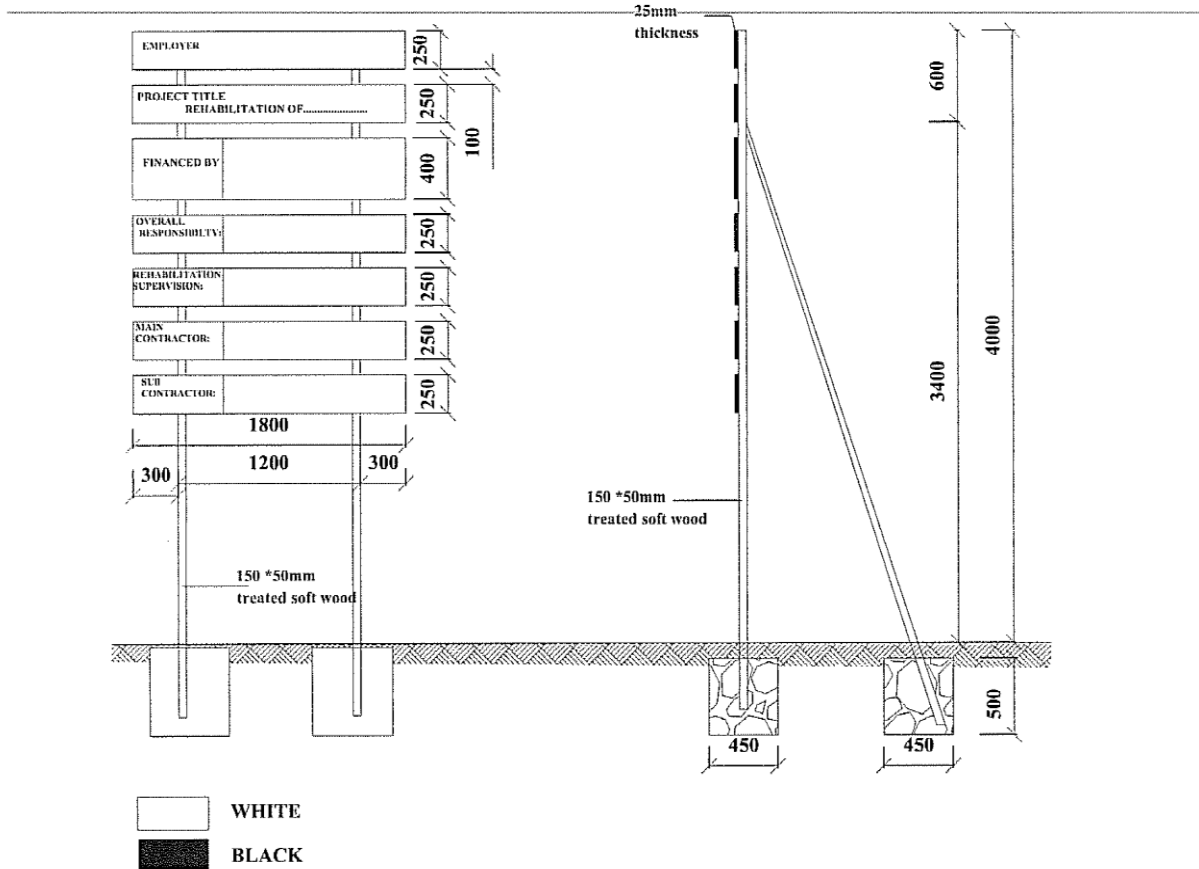 EMPLOYER
250
PROJECT TITLE
REHABILITATION OF......................
250
100
FINANCED BY
400
OVERALL
RESPONSIBILTY:
250
REHABILITATION
SUPERVISION:
250
MAIN
CONTRACTOR:
250
SUB
CONTRACTOR:
250
1800
300
1200
300
150 *50mm
treated soft wood
25mm
thickness
600
4000
3400
150 *50mm
treated soft wood
500
450
450
WHITE
BLACK